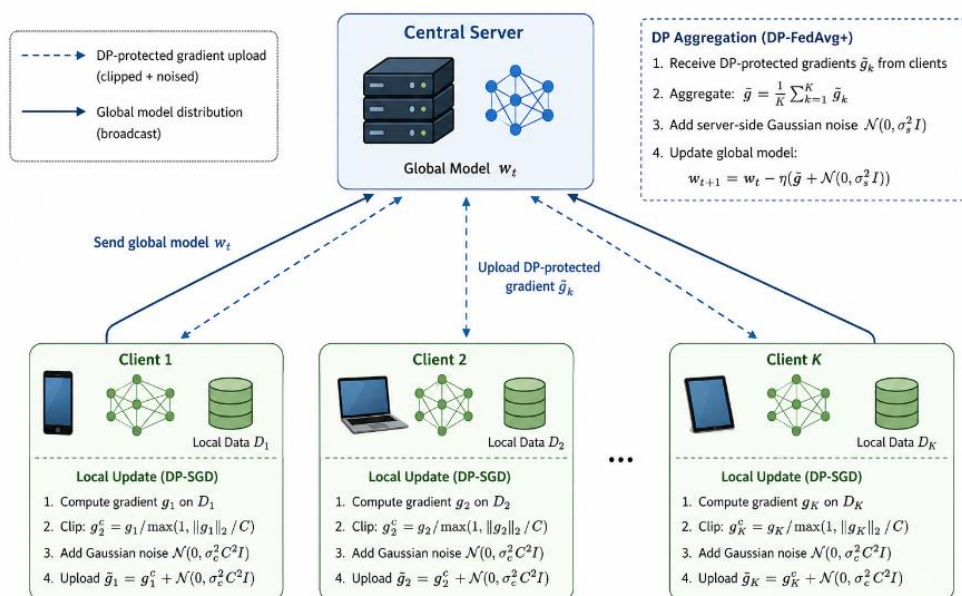 DP-protected gradient upload
(clipped + noised)
Global model distribution
(broadcast)
Central Server
Global Model w_t
DP Aggregation (DP-FedAvg+)
1. Receive DP-protected gradients g̃_k from clients
2. Aggregate: g̃ = 1/K ∑_{k=1}^{K} g̃_k
3. Add server-side Gaussian noise 𝒩(0, σ_s^2 I)
4. Update global model:
w_{t+1} = w_t − η(g̃ + 𝒩(0, σ_s^2 I))
Send global model w_t
Upload DP-protected
gradient g̃_k
Client 1
Local Data D_1
Local Update (DP-SGD)
1. Compute gradient g_1 on D_1
2. Clip: g_2^c = g_1/max(1, ‖g_1‖_2 /C)
3. Add Gaussian noise 𝒩(0, σ_c^2 C^2 I)
4. Upload g̃_1 = g_1^c + 𝒩(0, σ_c^2 C^2 I)
Client 2
Local Data D_2
Local Update (DP-SGD)
1. Compute gradient g_2 on D_2
2. Clip: g_2^c = g_2/max(1, ‖g_2‖_2 /C)
3. Add Gaussian noise 𝒩(0, σ_c^2 C^2 I)
4. Upload g̃_2 = g_2^c + 𝒩(0, σ_c^2 C^2 I)
...
Client K
Local Data D_K
Local Update (DP-SGD)
1. Compute gradient g_K on D_K
2. Clip: g_K^c = g_K/max(1, ‖g_K‖_2 /C)
3. Add Gaussian noise 𝒩(0, σ_c^2 C^2 I)
4. Upload g̃_K = g_K^c + 𝒩(0, σ_c^2 C^2 I)